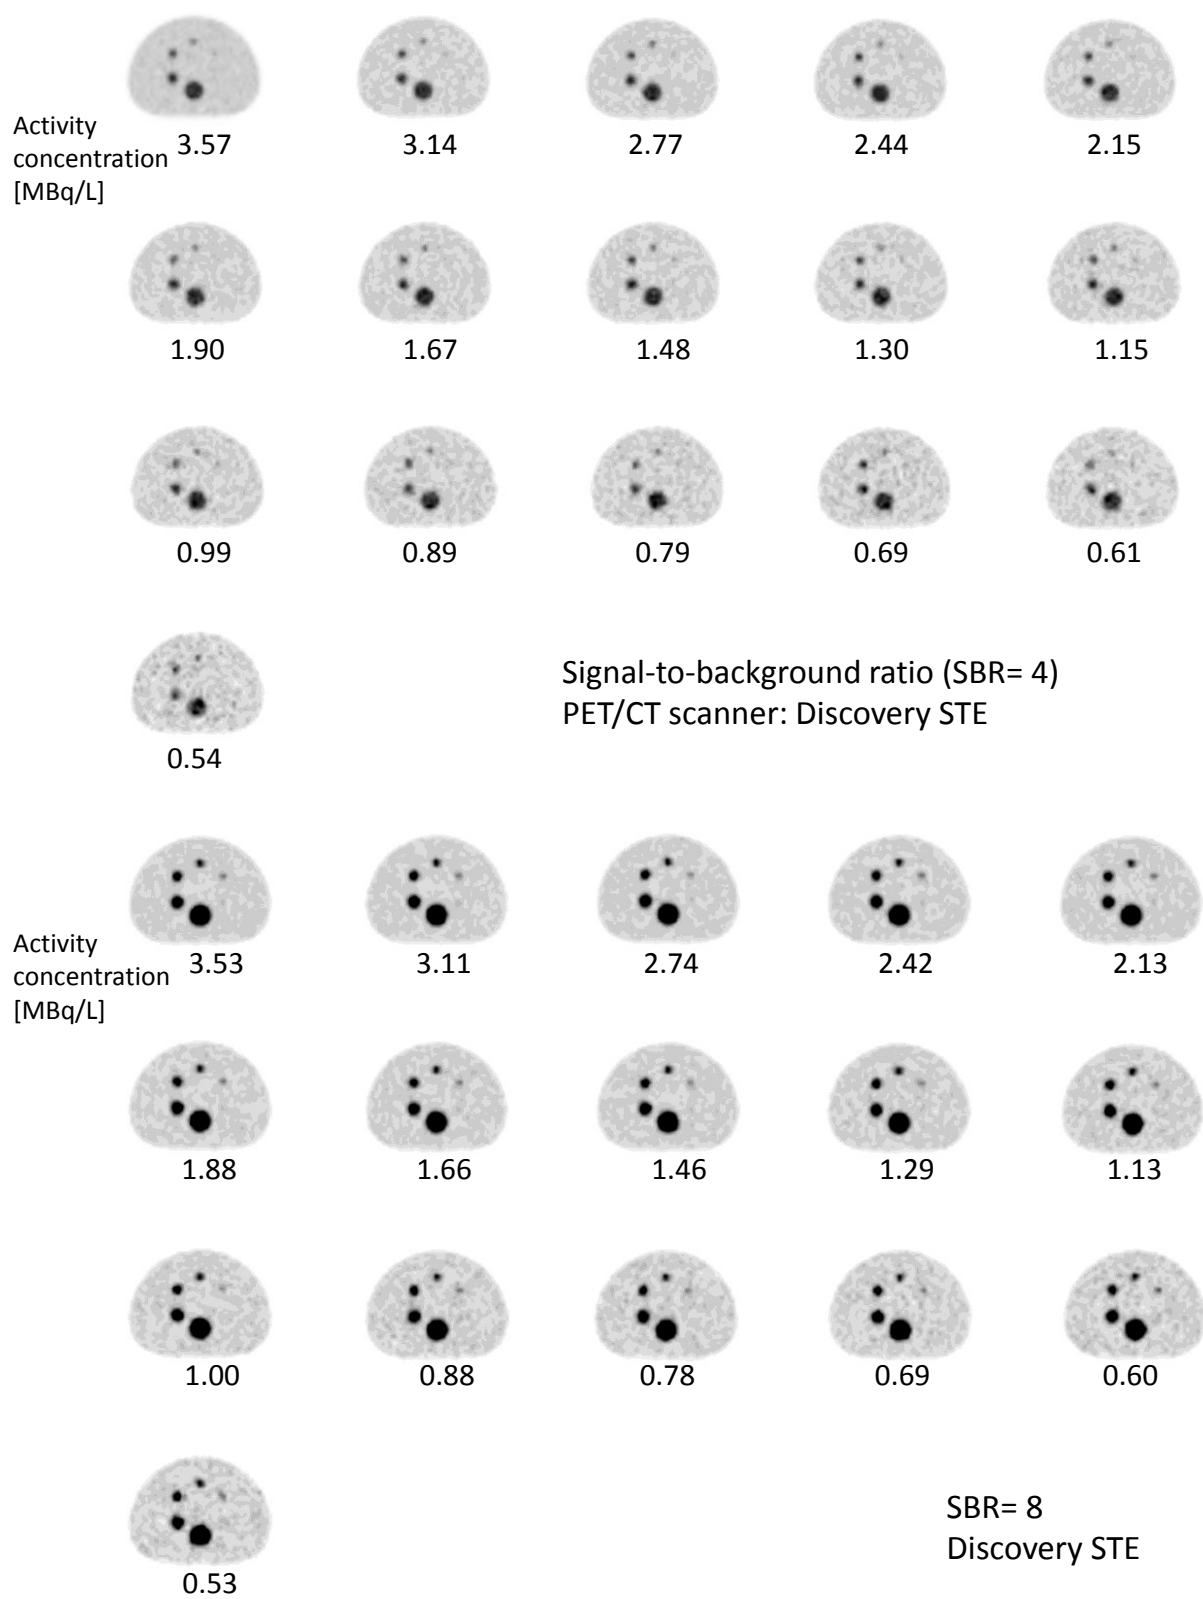 Activity
concentration
[MBq/L]
3.57 3.14 2.77 2.44 2.15
1.90 1.67 1.48 1.30 1.15
0.99 0.89 0.79 0.69 0.61
Signal-to-background ratio (SBR= 4)
PET/CT scanner: Discovery STE
0.54
Activity
concentration
[MBq/L]
3.53 3.11 2.74 2.42 2.13
1.88 1.66 1.46 1.29 1.13
1.00 0.88 0.78 0.69 0.60
SBR= 8
Discovery STE
0.53